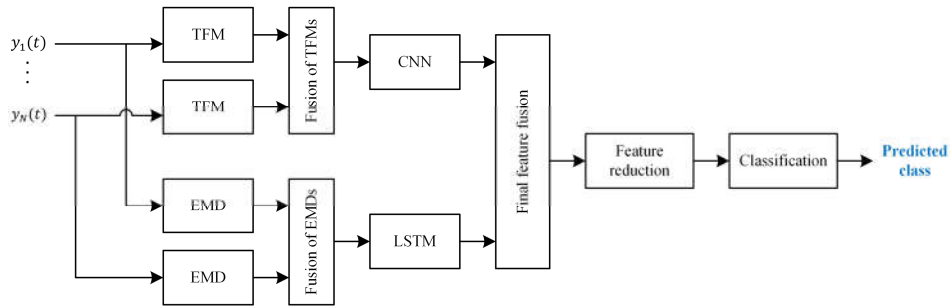 y₁(t)
⋮
y_N(t)
TFM
TFM
Fusion of TFMs
CNN
EMD
EMD
Fusion of EMDs
LSTM
Final feature fusion
Feature
reduction
Classification
Predicted
class